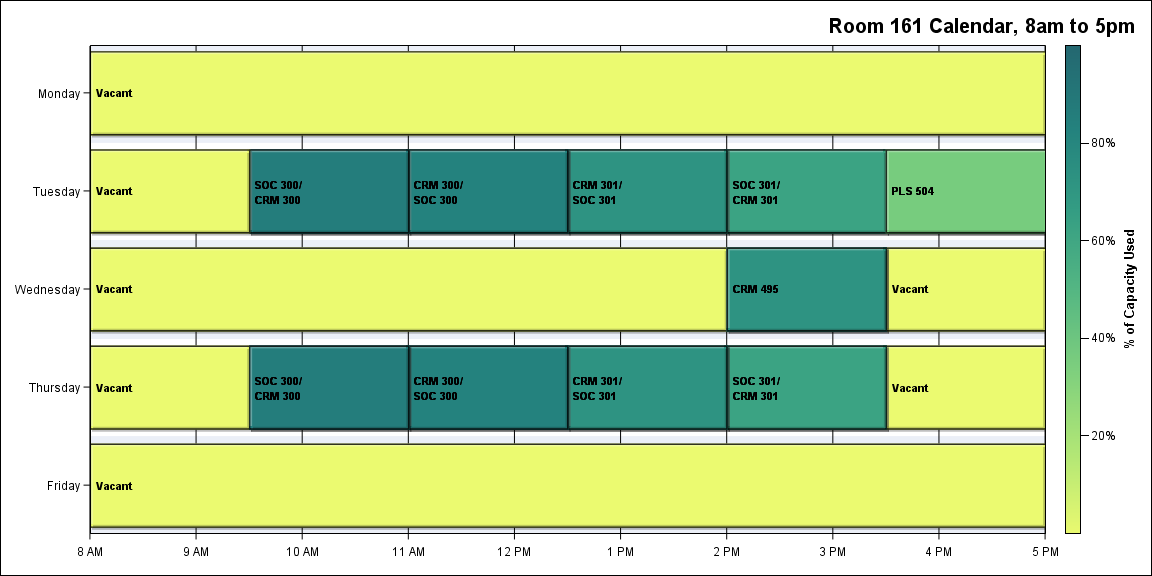 Room 161 Calendar, 8am to 5pm
Monday
Vacant
Tuesday
Vacant
SOC 300/
CRM 300
CRM 300/
SOC 300
CRM 301/
SOC 301
SOC 301/
CRM 301
PLS 504
Wednesday
Vacant
CRM 495
Vacant
Thursday
Vacant
SOC 300/
CRM 300
CRM 300/
SOC 300
CRM 301/
SOC 301
SOC 301/
CRM 301
Vacant
Friday
Vacant
8 AM
9 AM
10 AM
11 AM
12 PM
1 PM
2 PM
3 PM
4 PM
5 PM
80%
60%
40%
20%
% of Capacity Used